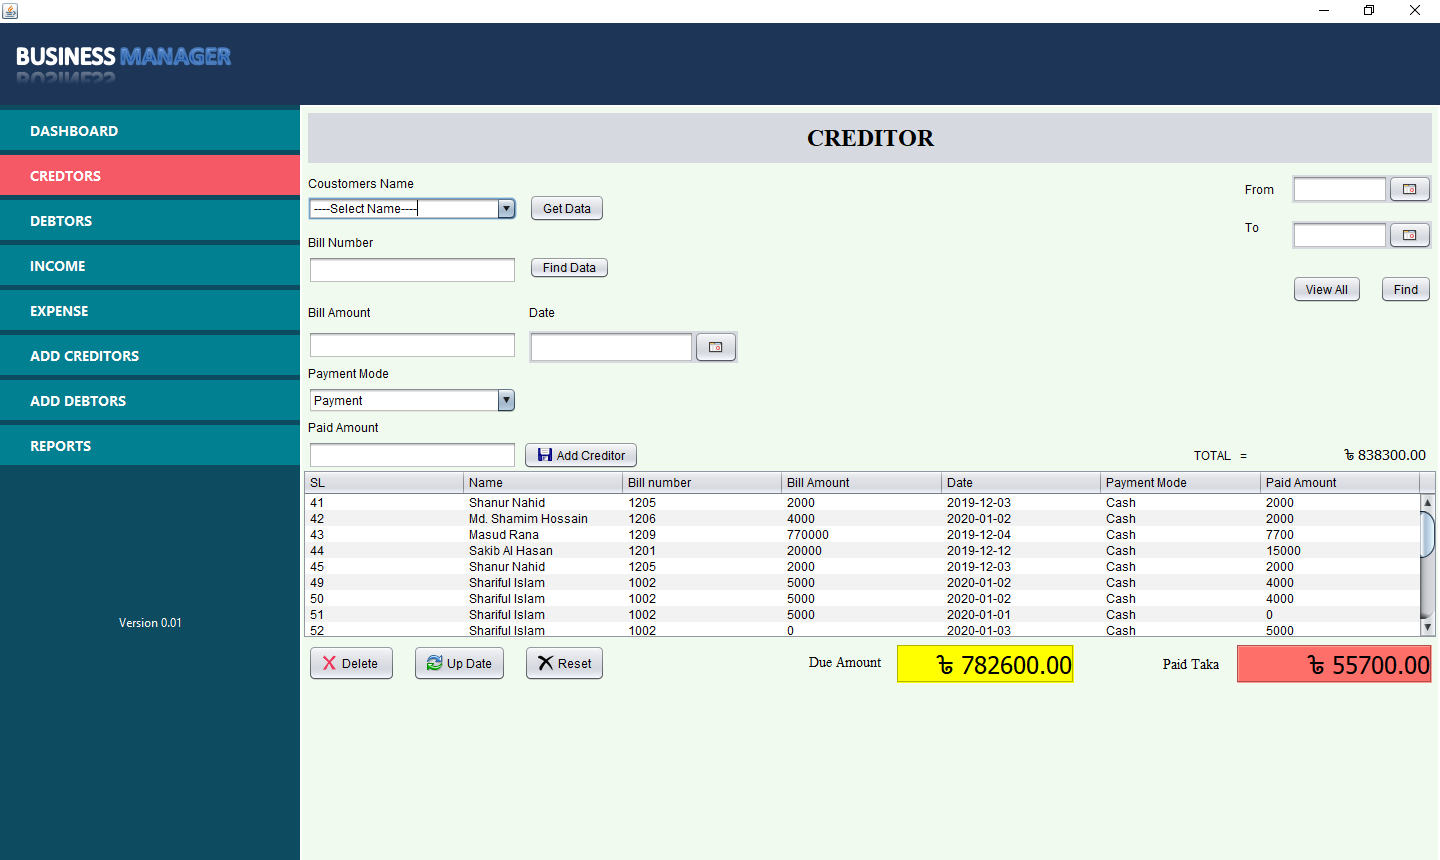 BUSINESS MANAGER
DASHBOARD
CREDTORS
DEBTORS
INCOME
EXPENSE
ADD CREDITORS
ADD DEBTORS
REPORTS
Version 0.01
CREDITOR
Coustomers Name
----Select Name----
Get Data
From
To
Bill Number
Find Data
View All
Find
Bill Amount
Date
Payment Mode
Payment
Paid Amount
Add Creditor
TOTAL =
৳ 838300.00
SL Name Bill number Bill Amount Date Payment Mode Paid Amount
41 Shanur Nahid 1205 2000 2019-12-03 Cash 2000
42 Md. Shamim Hossain 1206 4000 2020-01-02 Cash 2000
43 Masud Rana 1209 770000 2019-12-04 Cash 7700
44 Sakib Al Hasan 1201 20000 2019-12-12 Cash 15000
45 Shanur Nahid 1205 2000 2019-12-03 Cash 2000
49 Shariful Islam 1002 5000 2020-01-02 Cash 4000
50 Shariful Islam 1002 5000 2020-01-02 Cash 4000
51 Shariful Islam 1002 5000 2020-01-01 Cash 0
52 Shariful Islam 1002 0 2020-01-03 Cash 5000
Delete
Up Date
Reset
Due Amount
৳ 782600.00
Paid Taka
৳ 55700.00